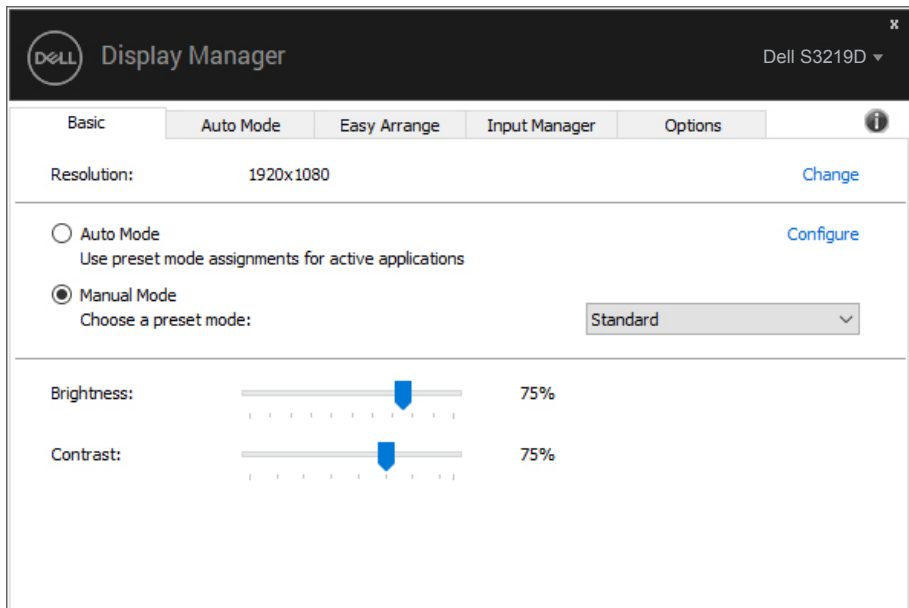 x
DELL Display Manager Dell S3219D
Basic Auto Mode Easy Arrange Input Manager Options i
Resolution: 1920x1080 Change
Auto Mode Configure
Use preset mode assignments for active applications
Manual Mode
Choose a preset mode: Standard
Brightness: 75%
Contrast: 75%